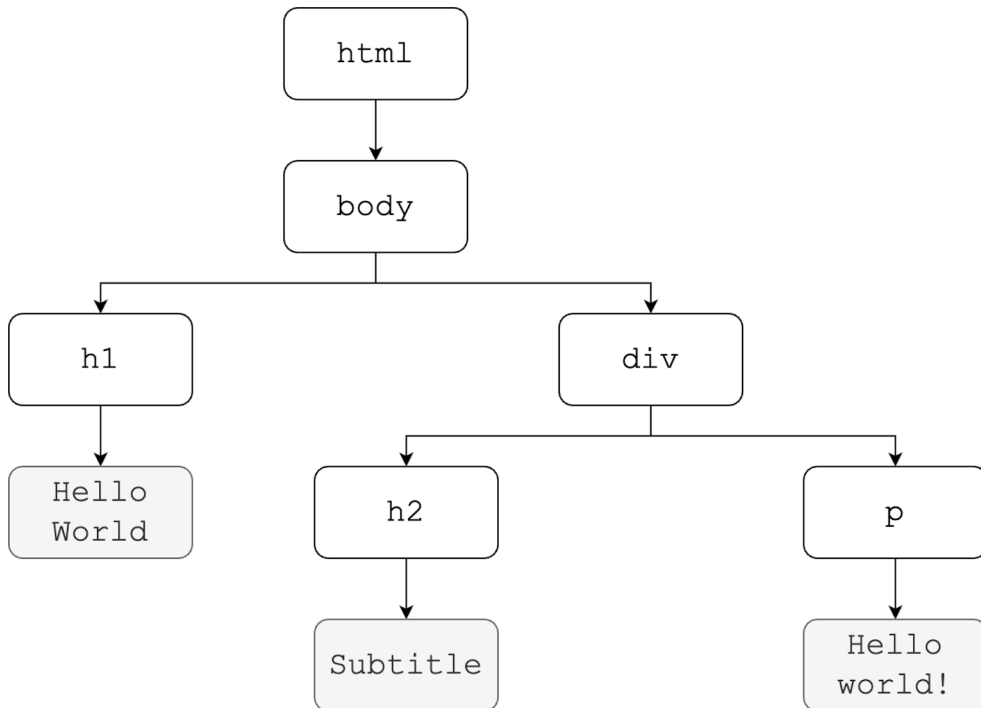 html
body
h1
div
Hello
World
h2
p
Subtitle
Hello
world!